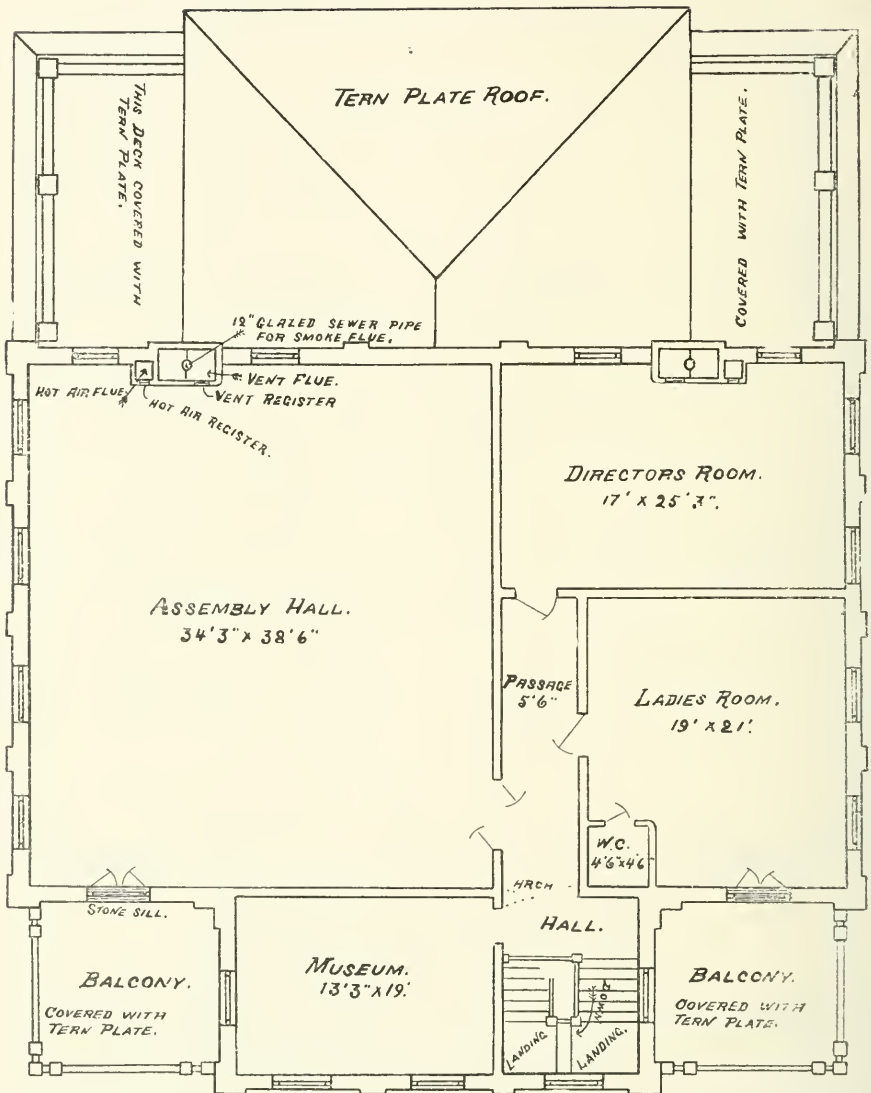 TERN PLATE ROOF.
THIS DECK COVERED WITH
TERN PLATE.
COVERED WITH TERN PLATE.
12" GLAZED SEWER PIPE
FOR SMOKE FLUE.
VENT FLUE.
VENT REGISTER
HOT AIR FLUE
HOT AIR REGISTER.
DIRECTORS ROOM.
17' X 25'3".
ASSEMBLY HALL.
34'3" X 38'6"
PASSAGE
5'6"
LADIES ROOM.
19' X 21'.
W.C.
4'6" X 4'6
ARCH
HALL.
STONE SILL.
BALCONY.
COVERED WITH
TERN PLATE.
MUSEUM.
13'3" X 19'.
DOWN
LANDING
LANDING.
BALCONY.
COVERED WITH
TERN PLATE.